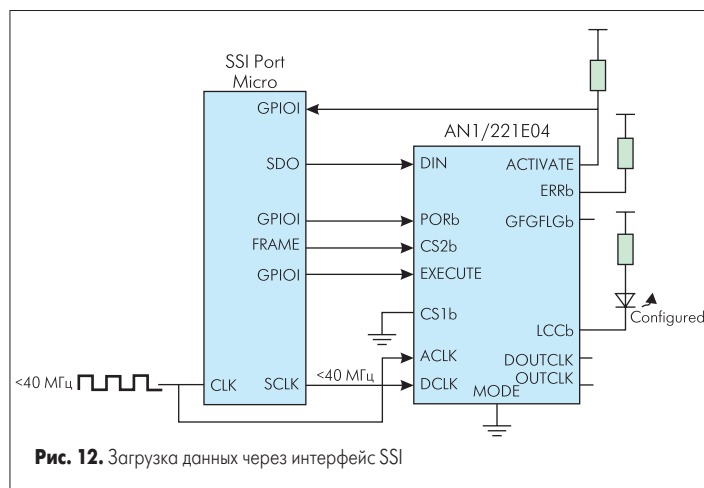 SSI Port
Micro
GPIOI
AN1/221E04
SDO
DIN
ACTIVATE
ERRb
GPIOI
PORb
GFGFLGb
FRAME
CS2b
GPIOI
EXECUTE
CS1b
Configured
LCCb
ACLK
DOUTCLK
<40 МГц
CLK
SCLK
<40 МГц
DCLK
OUTCLK
MODE
Рис. 12. Загрузка данных через интерфейс SSI